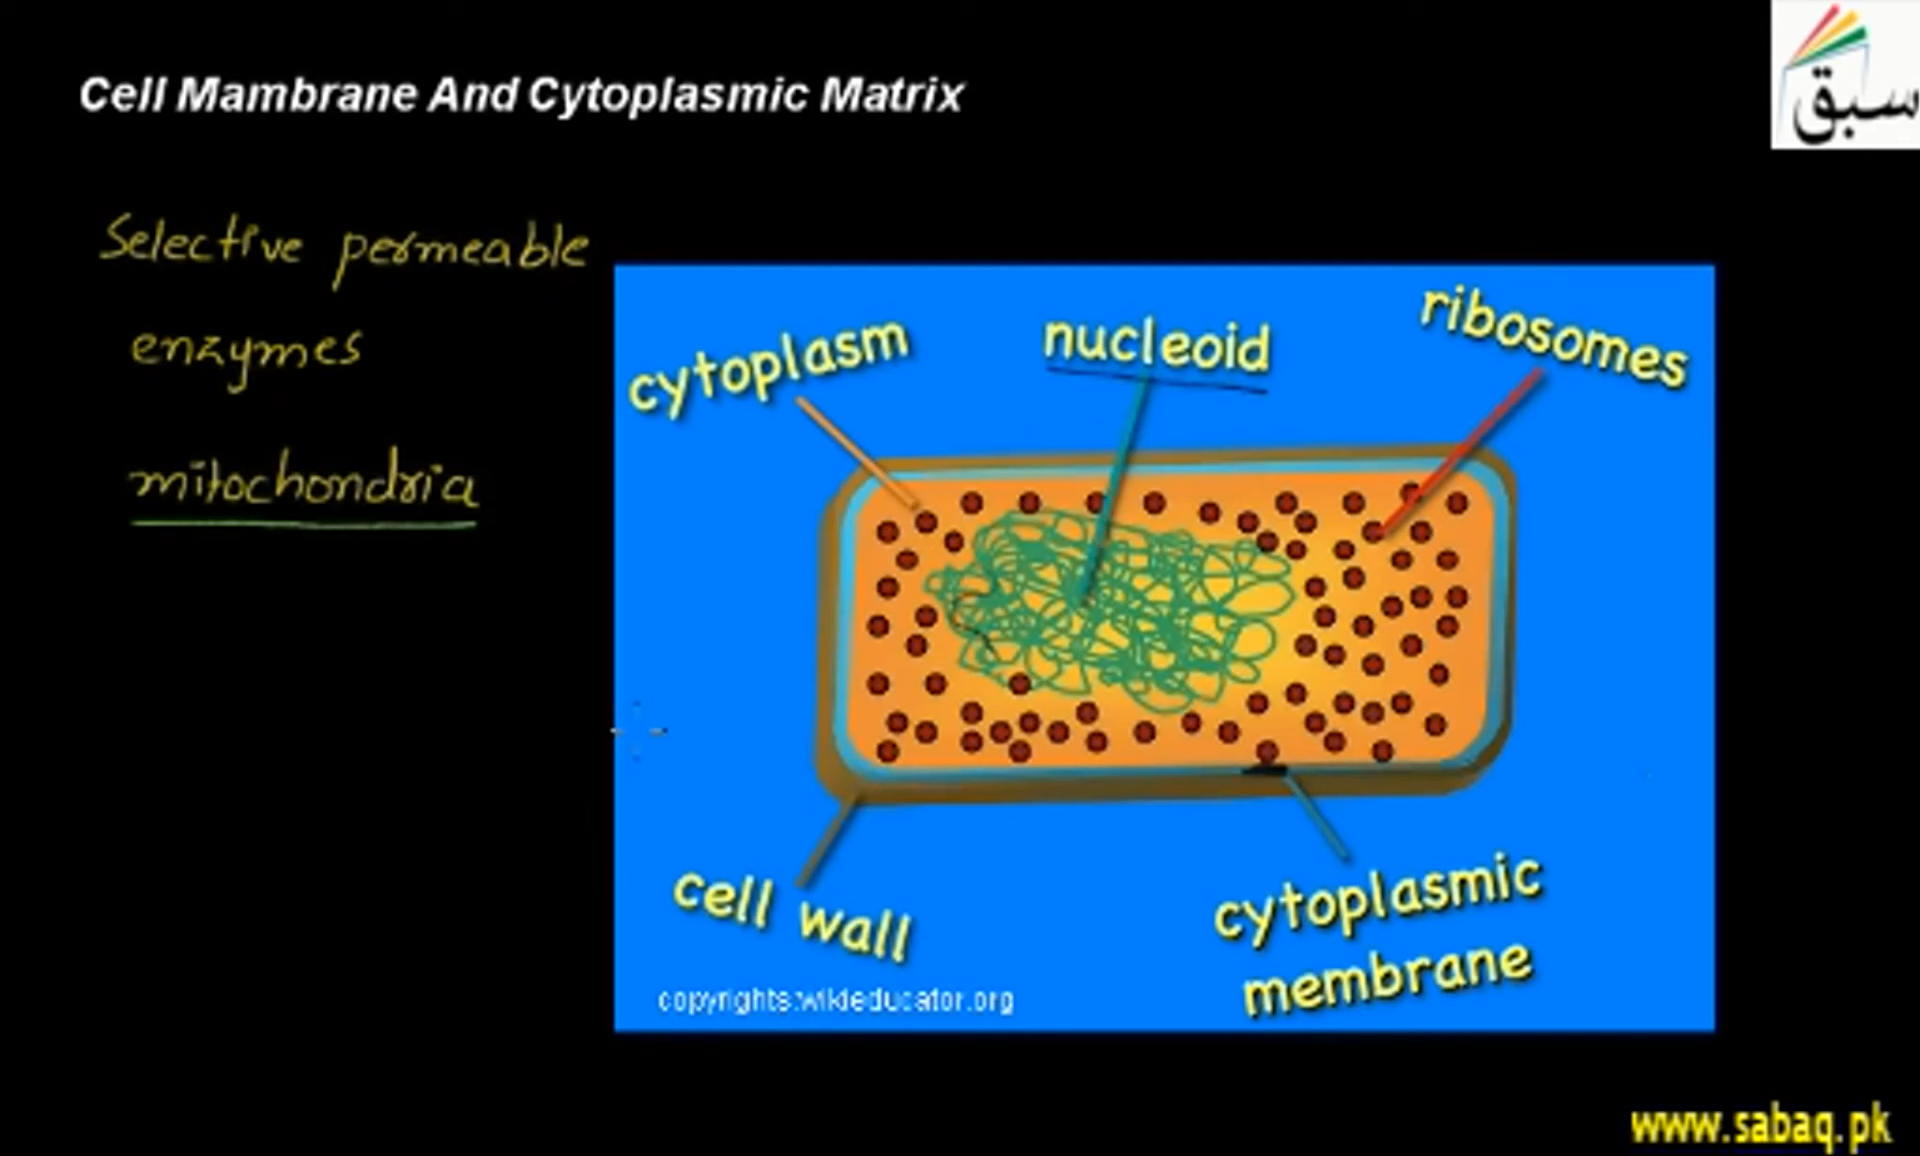 Cell Mambrane And Cytoplasmic Matrix
سبق
Selective permeable
enzymes
mitochondria
cytoplasm
nucleoid
ribosomes
cell wall
cytoplasmic
membrane
copyrights:wikieducator.org
www.sabaq.pk